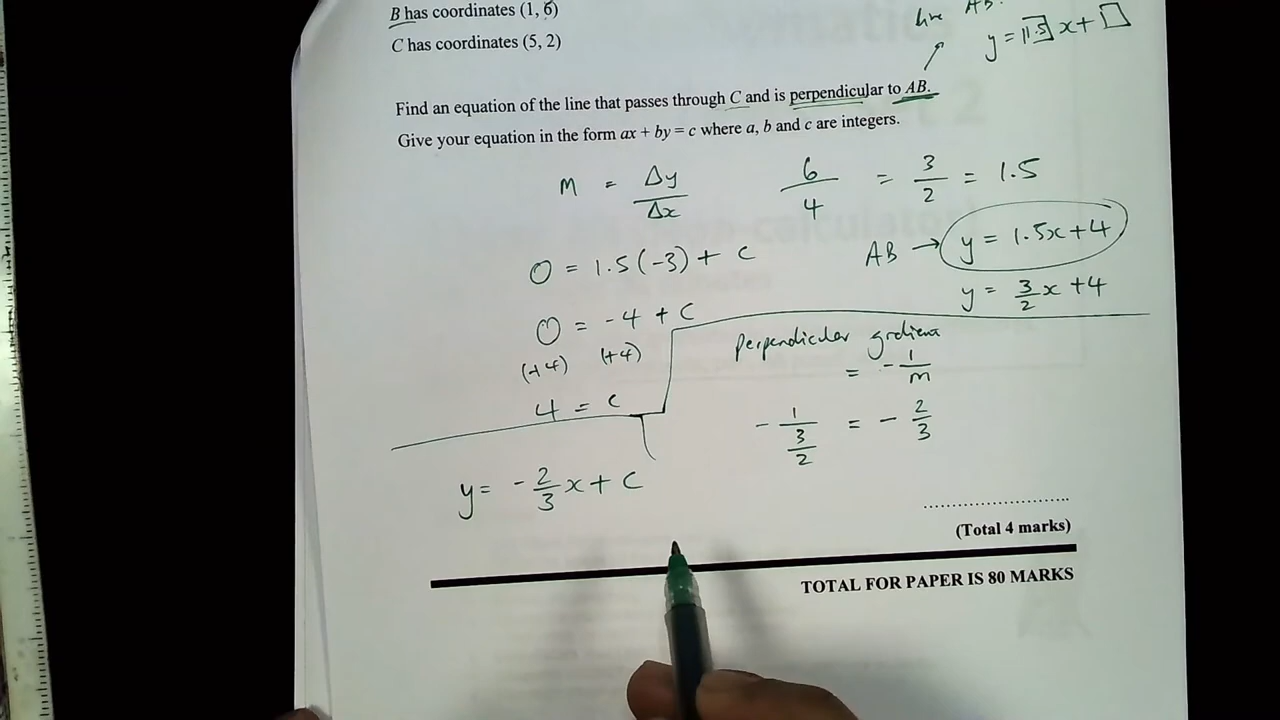 B has coordinates (1, 6)
C has coordinates (5, 2)
line AB.
y = 1.5 x + □
Find an equation of the line that passes through C and is perpendicular to AB.
Give your equation in the form ax + by = c where a, b and c are integers.
M = Δy/Δx
6/4 = 3/2 = 1.5
0 = 1.5(-3) + c
AB → y = 1.5x + 4
y = 3/2 x + 4
0 = -4 + c
(+4) (+4)
4 = c
perpendicular gradient
= - 1/m
- 1/(3/2) = - 2/3
y = - 2/3 x + c
(Total 4 marks)
TOTAL FOR PAPER IS 80 MARKS